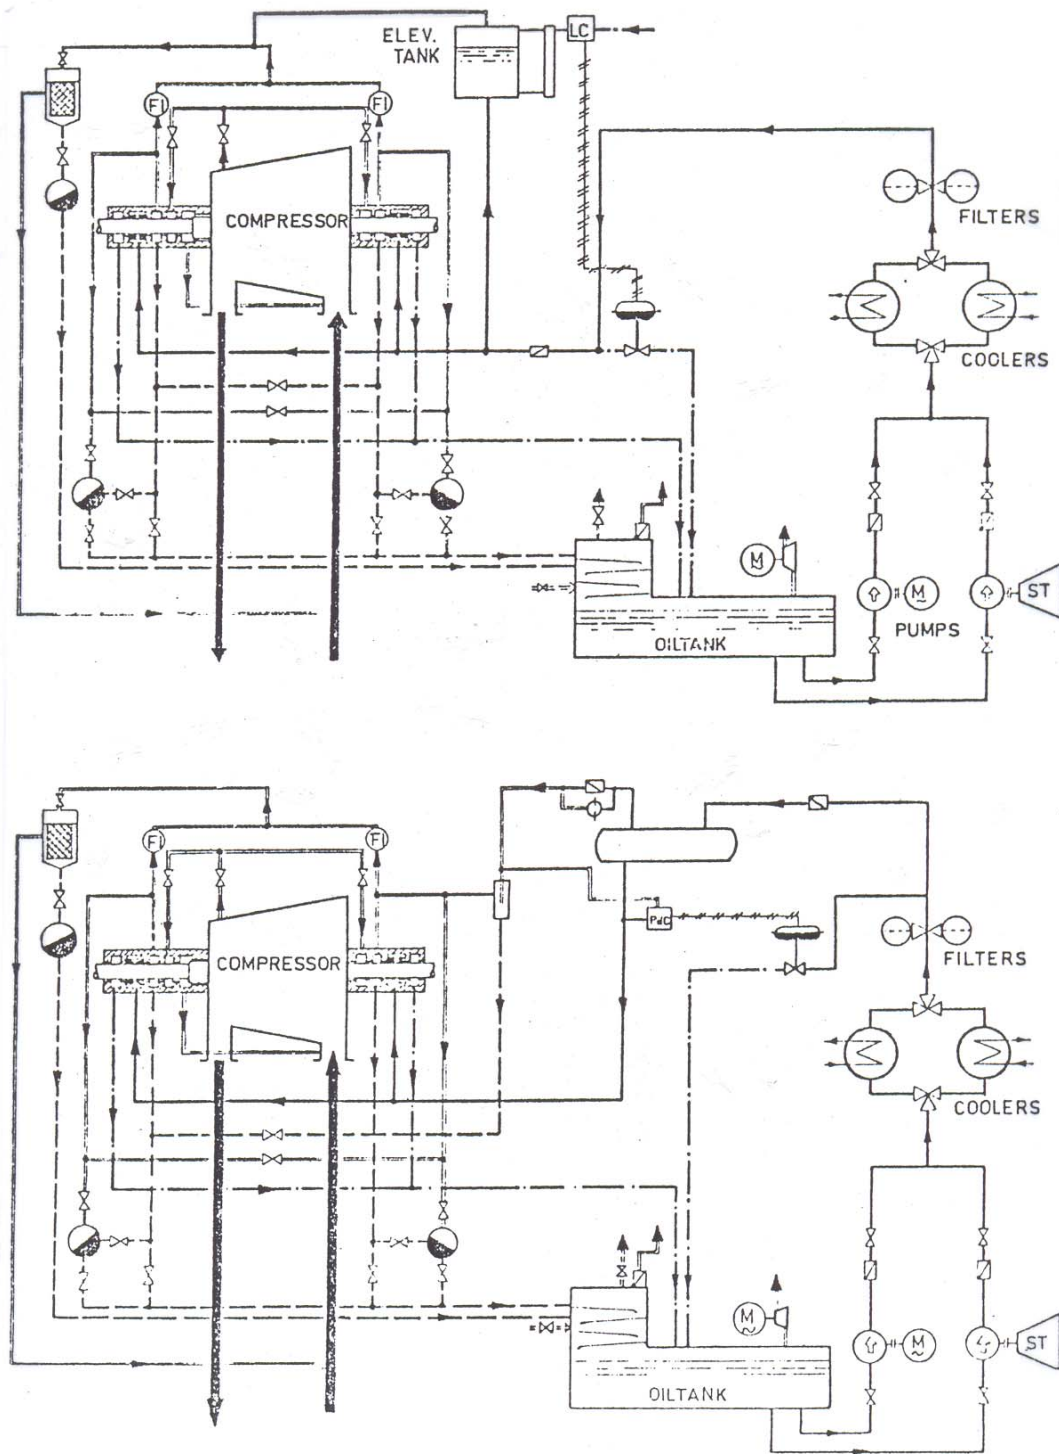 ELEV.
TANK
LC
FI
FI
COMPRESSOR
FILTERS
COOLERS
M
ST
M
PUMPS
OILTANK
FI
FI
PdC
COMPRESSOR
FILTERS
COOLERS
M
M
ST
OILTANK